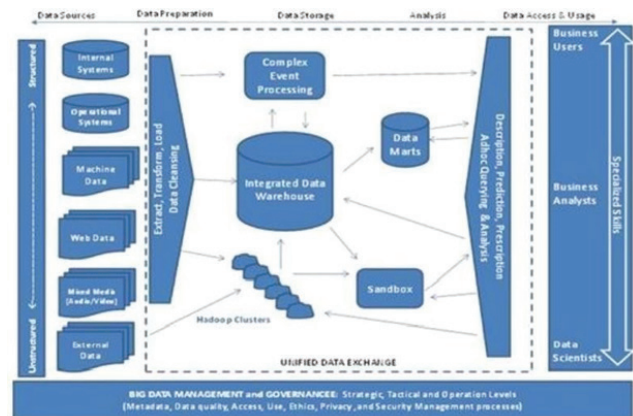 Data Sources
Data Preparation
Data Storage
Analysis
Data Access & Usage
Structured
Unstructured
Internal
Systems
Operational
Systems
Machine
Data
Web Data
Mixed Media
(Audio/Video)
External
Data
Extract, Transform, Load
Data Cleansing
Complex
Event
Processing
Integrated Data
Warehouse
Hadoop Clusters
Data
Marts
Sandbox
UNIFIED DATA EXCHANGE
Description, Prediction, Prescription
Adhoc Querying & Analysis
Business
Users
Business
Analysts
Data
Scientists
Specialized Skills
BIG DATA MANAGEMENT and GOVERNANCEE: Strategic, Tactical and Operation Levels
(Metadata, Data quality, Access, Use, Ethics, Privacy, and Security Management processes)